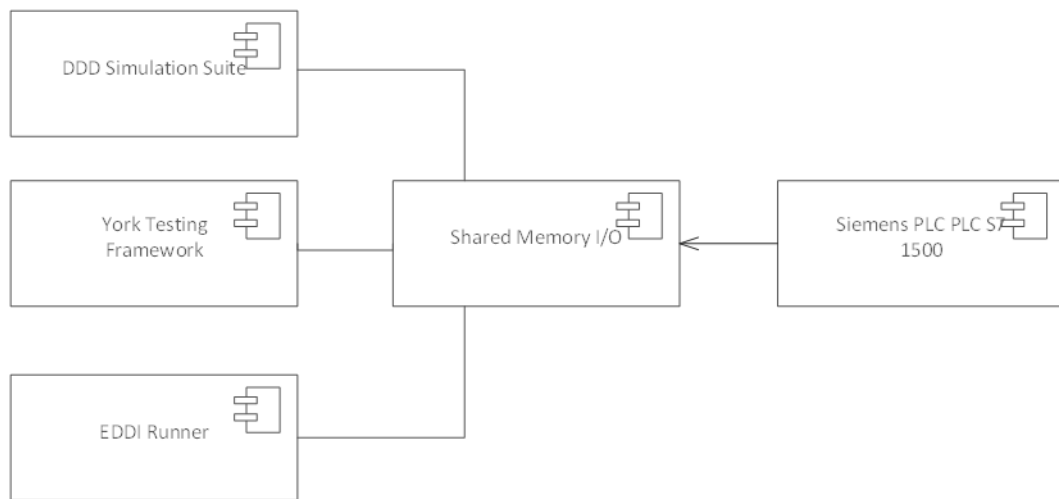 DDD Simulation Suite
York Testing
Framework
Shared Memory I/O
Siemens PLC PLC S7
1500
EDDI Runner